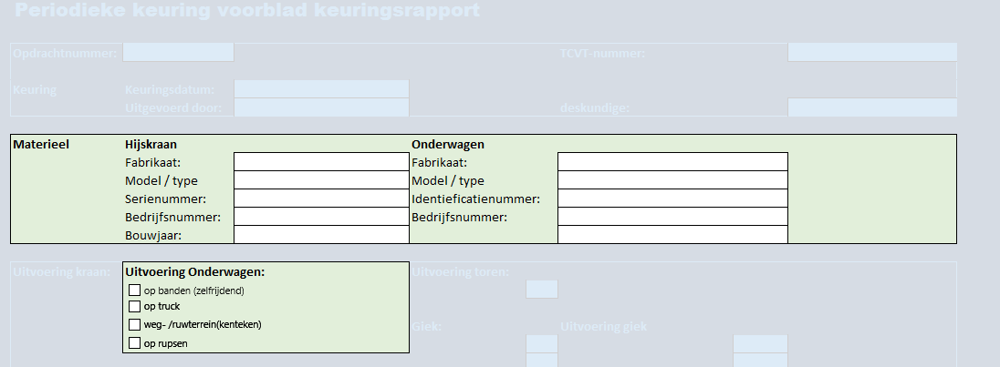 Periodieke keuring voorblad keuringsrapport
Opdrachtnummer: TCVT-nummer:
Keuring Keuringsdatum:
Uitgevoerd door: deskundige:
Materieel Hijskraan Onderwagen
Fabrikaat: Fabrikaat:
Model / type Model / type
Serienummer: Identieficatienummer:
Bedrijfsnummer: Bedrijfsnummer:
Bouwjaar:
Uitvoering kraan: Uitvoering Onderwagen: Uitvoering toren:
op banden (zelfrijdend)
op truck
weg- /ruwterrein(kenteken) Giek: Uitvoering giek
op rupsen